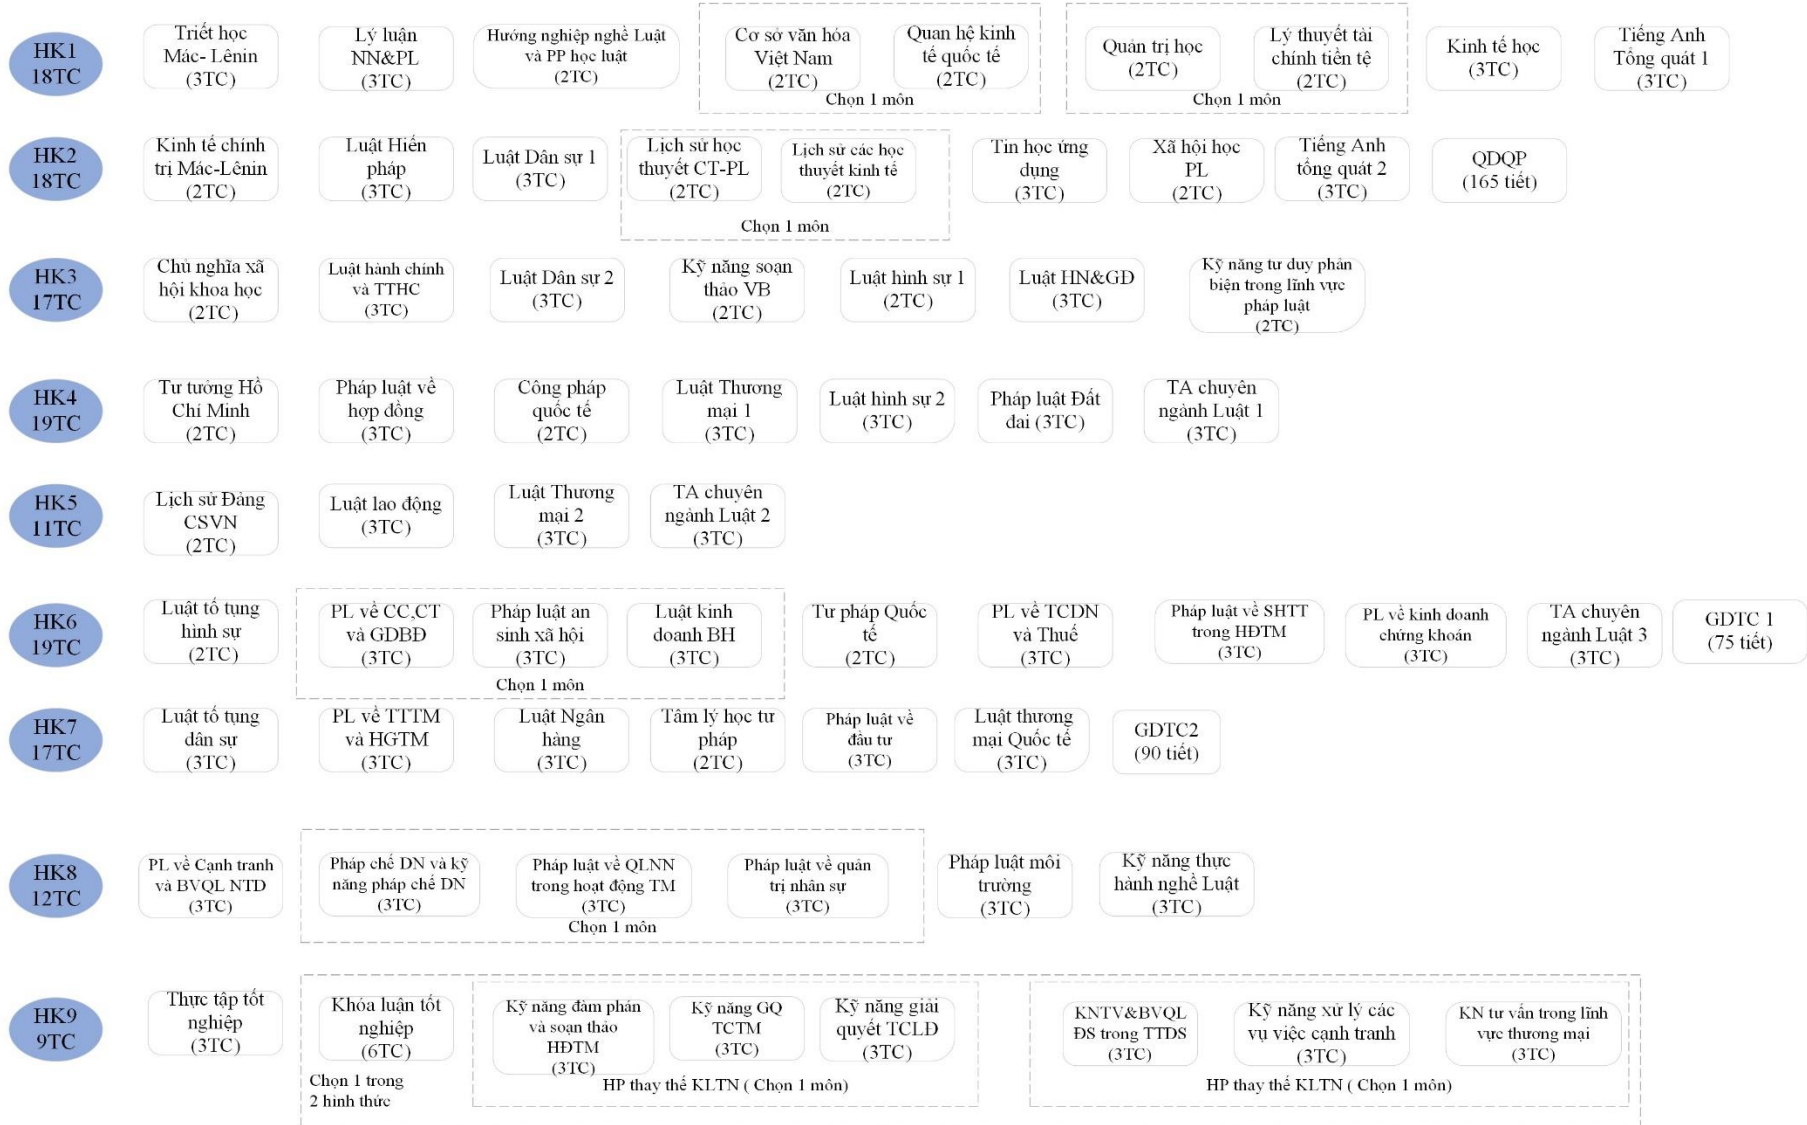 HK1
18TC
Triết học
Mác- Lênin
(3TC)
Lý luận
NN&PL
(3TC)
Hướng nghiệp nghề Luật
và PP học luật
(2TC)
Cơ sở văn hóa
Việt Nam
(2TC)
Quan hệ kinh
tế quốc tế
(2TC)
Chọn 1 môn
Quản trị học
(2TC)
Lý thuyết tài
chính tiền tệ
(2TC)
Chọn 1 môn
Kinh tế học
(3TC)
Tiếng Anh
Tổng quát 1
(3TC)
HK2
18TC
Kinh tế chính
trị Mác-Lênin
(2TC)
Luật Hiến
pháp
(3TC)
Luật Dân sự 1
(3TC)
Lịch sử học
thuyết CT-PL
(2TC)
Lịch sử các học
thuyết kinh tế
(2TC)
Chọn 1 môn
Tin học ứng
dụng
(3TC)
Xã hội học
PL
(2TC)
Tiếng Anh
tổng quát 2
(3TC)
QDQP
(165 tiết)
HK3
17TC
Chủ nghĩa xã
hội khoa học
(2TC)
Luật hành chính
và TTHC
(3TC)
Luật Dân sự 2
(3TC)
Kỹ năng soạn
thảo VB
(2TC)
Luật hình sự 1
(2TC)
Luật HN&GĐ
(3TC)
Kỹ năng tư duy phản
biện trong lĩnh vực
pháp luật
(2TC)
HK4
19TC
Tư tưởng Hồ
Chí Minh
(2TC)
Pháp luật về
hợp đồng
(3TC)
Công pháp
quốc tế
(2TC)
Luật Thương
mại 1
(3TC)
Luật hình sự 2
(3TC)
Pháp luật Đất
đai (3TC)
TA chuyên
ngành Luật 1
(3TC)
HK5
11TC
Lịch sử Đảng
CSVN
(2TC)
Luật lao động
(3TC)
Luật Thương
mại 2
(3TC)
TA chuyên
ngành Luật 2
(3TC)
HK6
19TC
Luật tố tụng
hình sự
(2TC)
PL về CC,CT
và GDBĐ
(3TC)
Pháp luật an
sinh xã hội
(3TC)
Luật kinh
doanh BH
(3TC)
Chọn 1 môn
Tư pháp Quốc
tế
(2TC)
PL về TCDN
và Thuế
(3TC)
Pháp luật về SHTT
trong HĐTM
(3TC)
PL về kinh doanh
chứng khoán
(3TC)
TA chuyên
ngành Luật 3
(3TC)
GDTC 1
(75 tiết)
HK7
17TC
Luật tố tụng
dân sự
(3TC)
PL về TTTM
và HGTM
(3TC)
Luật Ngân
hàng
(3TC)
Tâm lý học tư
pháp
(2TC)
Pháp luật về
đầu tư
(3TC)
Luật thương
mại Quốc tế
(3TC)
GDTC2
(90 tiết)
HK8
12TC
PL về Cạnh tranh
và BVQL NTD
(3TC)
Pháp chế DN và kỹ
năng pháp chế DN
(3TC)
Pháp luật về QLNN
trong hoạt động TM
(3TC)
Pháp luật về quản
trị nhân sự
(3TC)
Chọn 1 môn
Pháp luật môi
trường
(3TC)
Kỹ năng thực
hành nghề Luật
(3TC)
HK9
9TC
Thực tập tốt
nghiệp
(3TC)
Khóa luận tốt
nghiệp
(6TC)
Chọn 1 trong
2 hình thức
Kỹ năng đàm phán
và soạn thảo
HĐTM
(3TC)
Kỹ năng GQ
TCTM
(3TC)
Kỹ năng giải
quyết TCLĐ
(3TC)
HP thay thế KLTN ( Chọn 1 môn)
KNTV&BVQL
ĐS trong TTDS
(3TC)
Kỹ năng xử lý các
vụ việc cạnh tranh
(3TC)
KN tư vấn trong lĩnh
vực thương mại
(3TC)
HP thay thế KLTN ( Chọn 1 môn)